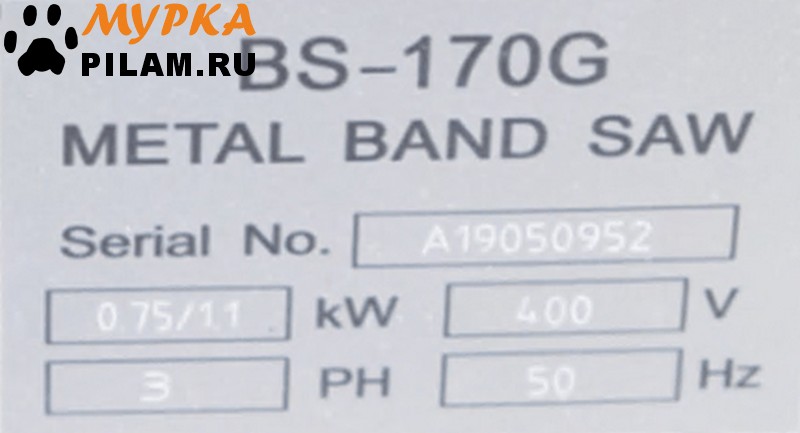 МУРКА
PILAM.RU
BS-170G
METAL BAND SAW
Serial No. A19050952
0.75/1.1 kW 400 V
3 PH 50 Hz